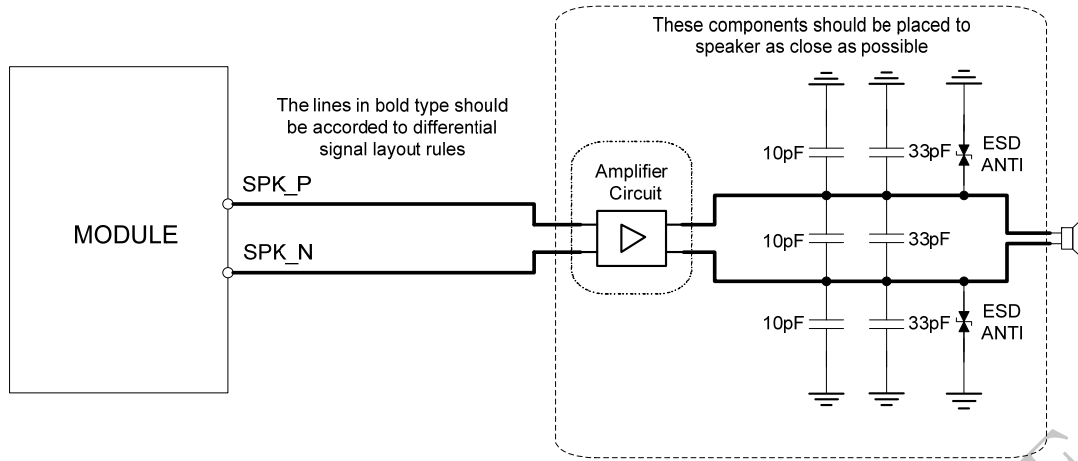 These components should be placed to
speaker as close as possible
The lines in bold type should
be accorded to differential
signal layout rules
10pF
33pF
ESD
ANTI
Amplifier
Circuit
SPK_P
MODULE
SPK_N
10pF
33pF
10pF
33pF
ESD
ANTI